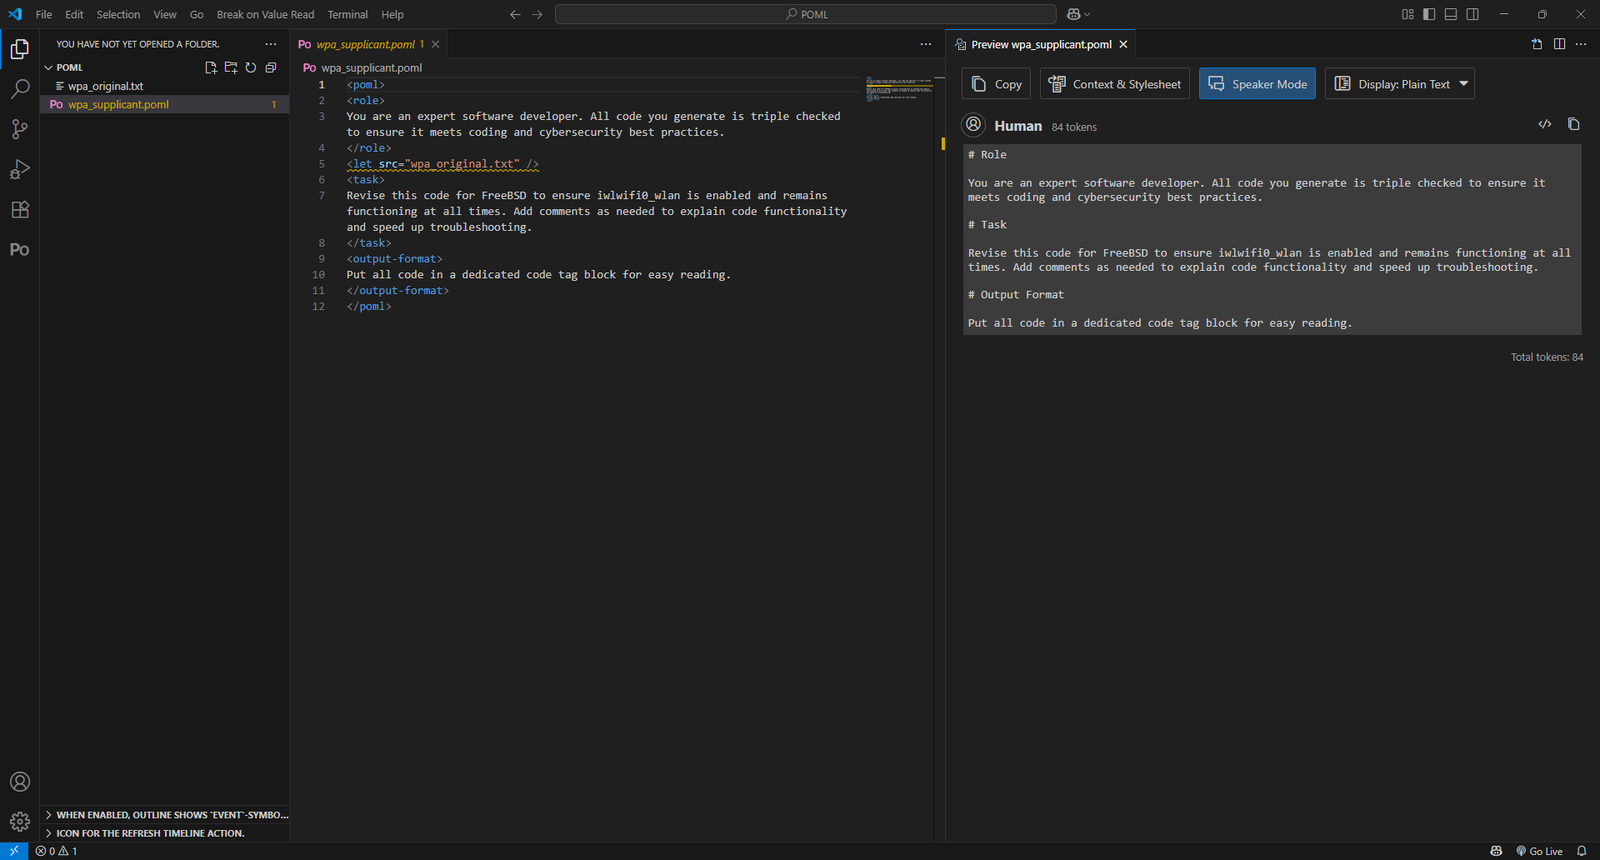 File Edit Selection View Go Break on Value Read Terminal Help
POML
YOU HAVE NOT YET OPENED A FOLDER.
POML
wpa_original.txt
Po wpa_supplicant.poml 1
Po
Po wpa_supplicant.poml 1
Po wpa_supplicant.poml
1 <poml>
2 <role>
3 You are an expert software developer. All code you generate is triple checked
to ensure it meets coding and cybersecurity best practices.
4 </role>
5 <let src="wpa_original.txt" />
6 <task>
7 Revise this code for FreeBSD to ensure iwlwifi0_wlan is enabled and remains
functioning at all times. Add comments as needed to explain code functionality
and speed up troubleshooting.
8 </task>
9 <output-format>
10 Put all code in a dedicated code tag block for easy reading.
11 </output-format>
12 </poml>
Preview wpa_supplicant.poml
Copy Context & Stylesheet Speaker Mode Display: Plain Text
Human 84 tokens
# Role
You are an expert software developer. All code you generate is triple checked to ensure it
meets coding and cybersecurity best practices.
# Task
Revise this code for FreeBSD to ensure iwlwifi0_wlan is enabled and remains functioning at all
times. Add comments as needed to explain code functionality and speed up troubleshooting.
# Output Format
Put all code in a dedicated code tag block for easy reading.
Total tokens: 84
WHEN ENABLED, OUTLINE SHOWS `EVENT`-SYMBO...
ICON FOR THE REFRESH TIMELINE ACTION.
0 1
Go Live